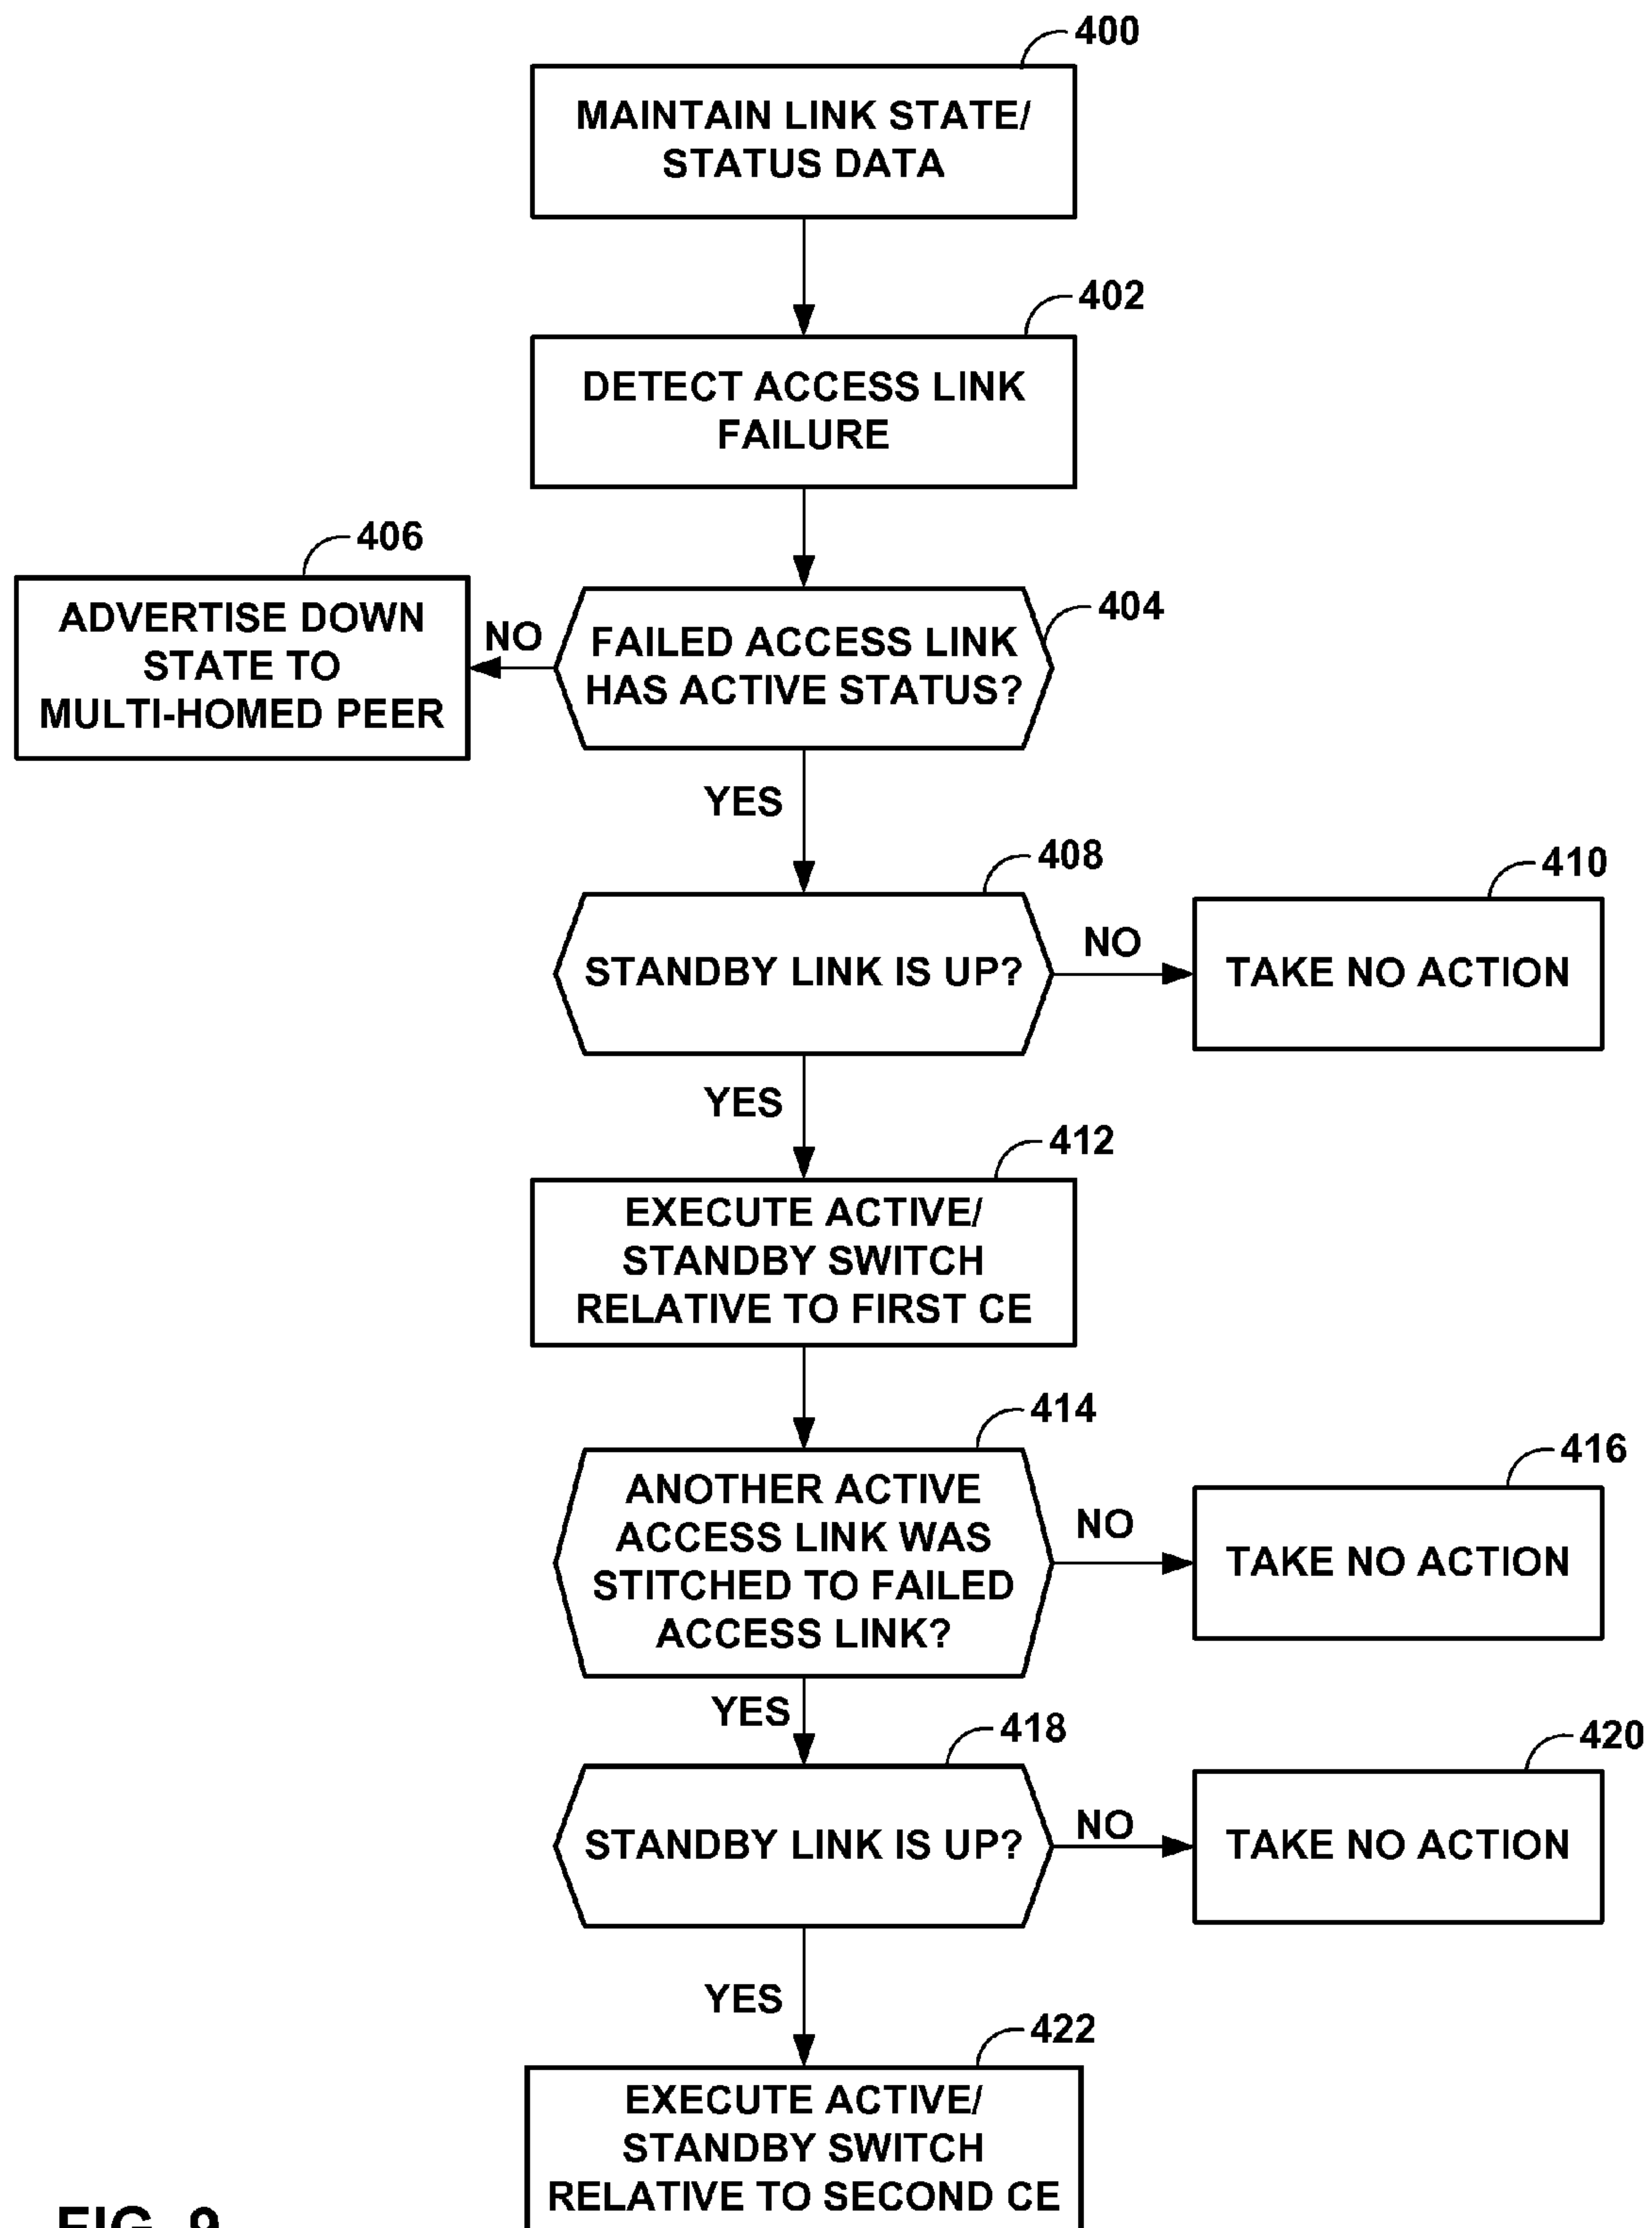 400
MAINTAIN LINK STATE/
STATUS DATA
402
DETECT ACCESS LINK
FAILURE
406
ADVERTISE DOWN
STATE TO
MULTI-HOMED PEER
NO
404
FAILED ACCESS LINK
HAS ACTIVE STATUS?
YES
408
STANDBY LINK IS UP?
NO
410
TAKE NO ACTION
YES
412
EXECUTE ACTIVE/
STANDBY SWITCH
RELATIVE TO FIRST CE
414
ANOTHER ACTIVE
ACCESS LINK WAS
STITCHED TO FAILED
ACCESS LINK?
NO
416
TAKE NO ACTION
YES
418
STANDBY LINK IS UP?
NO
420
TAKE NO ACTION
YES
422
EXECUTE ACTIVE/
STANDBY SWITCH
RELATIVE TO SECOND CE
FIG. 9